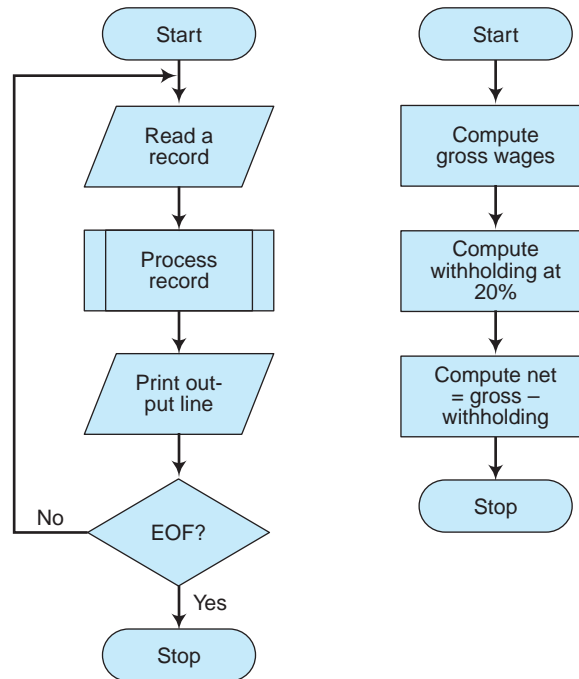 Start
Read a
record
Process
record
Print out-
put line
No
EOF?
Yes
Stop
Start
Compute
gross wages
Compute
withholding at
20%
Compute net
= gross –
withholding
Stop